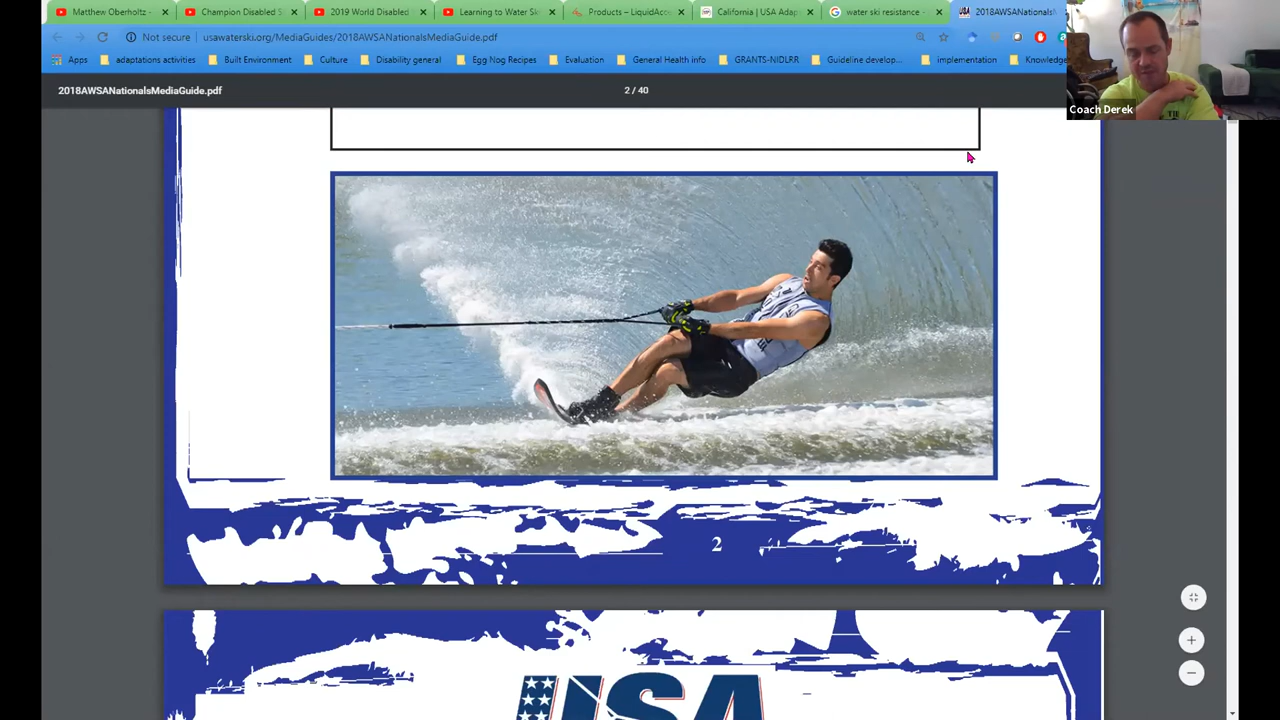 Matthew Oberholtz -
Champion Disabled S
2019 World Disabled
Learning to Water Sk
Products – LiquidAcc
California | USA Adap
water ski resistance -
2018AWSANationals
Not secure
usawaterski.org/MediaGuides/2018AWSANationalsMediaGuide.pdf
Apps
adaptations activities
Built Environment
Culture
Disability general
Egg Nog Recipes
Evaluation
General Health info
GRANTS-NIDLRR
Guideline develop...
implementation
Knowledge
2018AWSANationalsMediaGuide.pdf
2 / 40
Coach Derek
2
USA